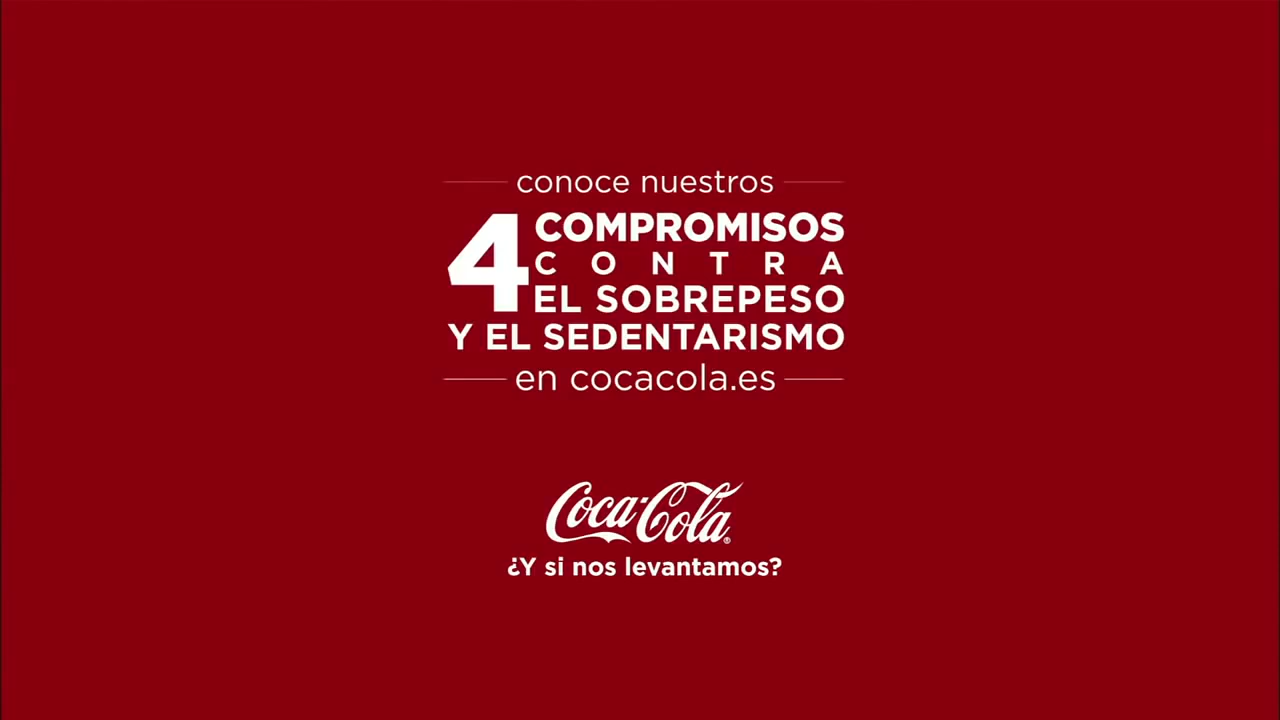 conoce nuestros
4 COMPROMISOS
CONTRA
EL SOBREPESO
Y EL SEDENTARISMO
en cocacola.es
Coca-Cola®
¿Y si nos levantamos?